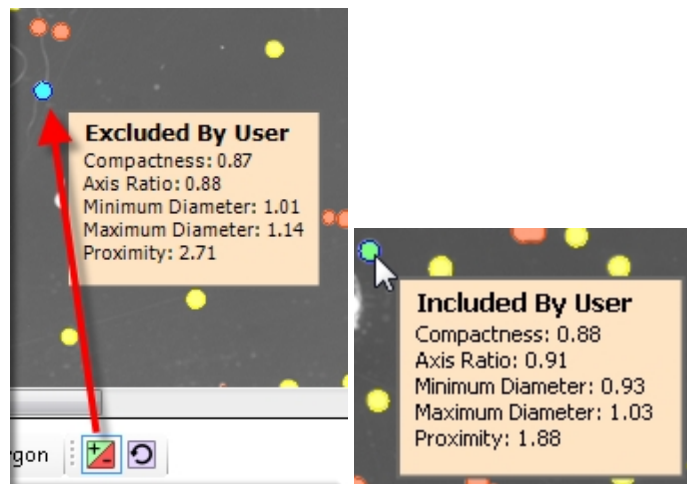 Excluded By User
Compactness: 0.87
Axis Ratio: 0.88
Minimum Diameter: 1.01
Maximum Diameter: 1.14
Proximity: 2.71
ygon
Included By User
Compactness: 0.88
Axis Ratio: 0.91
Minimum Diameter: 0.93
Maximum Diameter: 1.03
Proximity: 1.88